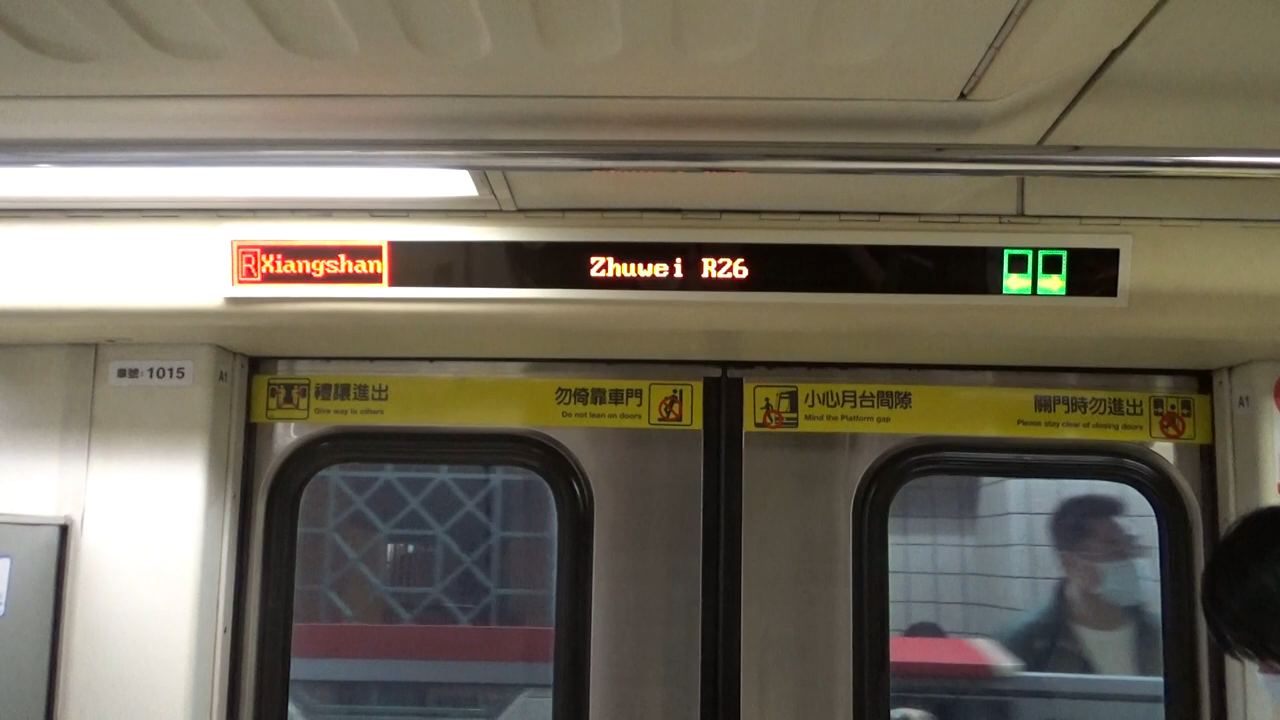 R Xiangshan
Zhuwei R26
車號:1015
A1
禮讓進出
Give way to others
勿倚靠車門
Do not lean on doors
小心月台間隙
Mind the Platform gap
關門時勿進出
Please stay clear of closing doors
A1